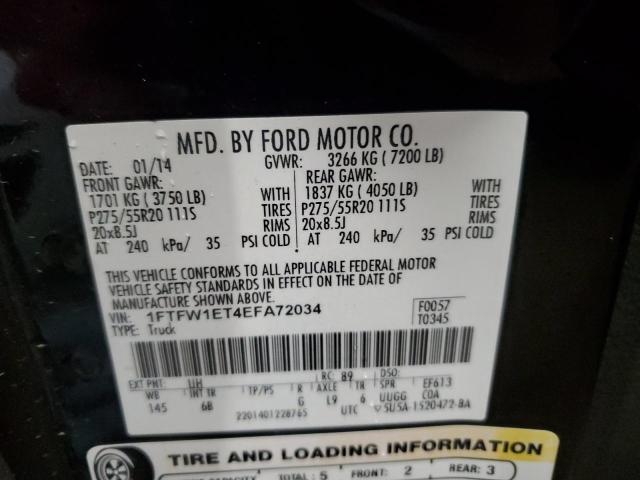 MFD. BY FORD MOTOR CO.
DATE: 01/14 GVWR: 3266 KG ( 7200 LB)
FRONT GAWR: REAR GAWR:
1701 KG ( 3750 LB) WITH 1837 KG ( 4050 LB) WITH
P275/55R20 111S TIRES P275/55R20 111S TIRES
20x8.5J RIMS 20x8.5J RIMS
AT 240 kPa/ 35 PSI COLD AT 240 kPa/ 35 PSI COLD
THIS VEHICLE CONFORMS TO ALL APPLICABLE FEDERAL MOTOR
VEHICLE SAFETY STANDARDS IN EFFECT ON THE DATE OF
MANUFACTURE SHOWN ABOVE.
VIN: 1FTFW1ET4EFA72034 F0057
TYPE: Truck T0345
RC: 89 DSO:
EXT PNT: UH
WB INT TR TP/PS R AXLE TR SPR EF613
145 6B G L9 6 UUGG COA
2201401228765 UTC 5U5A-1520472-BA
TIRE AND LOADING INFORMATION
TOTAL: 5 FRONT: 2 REAR: 3